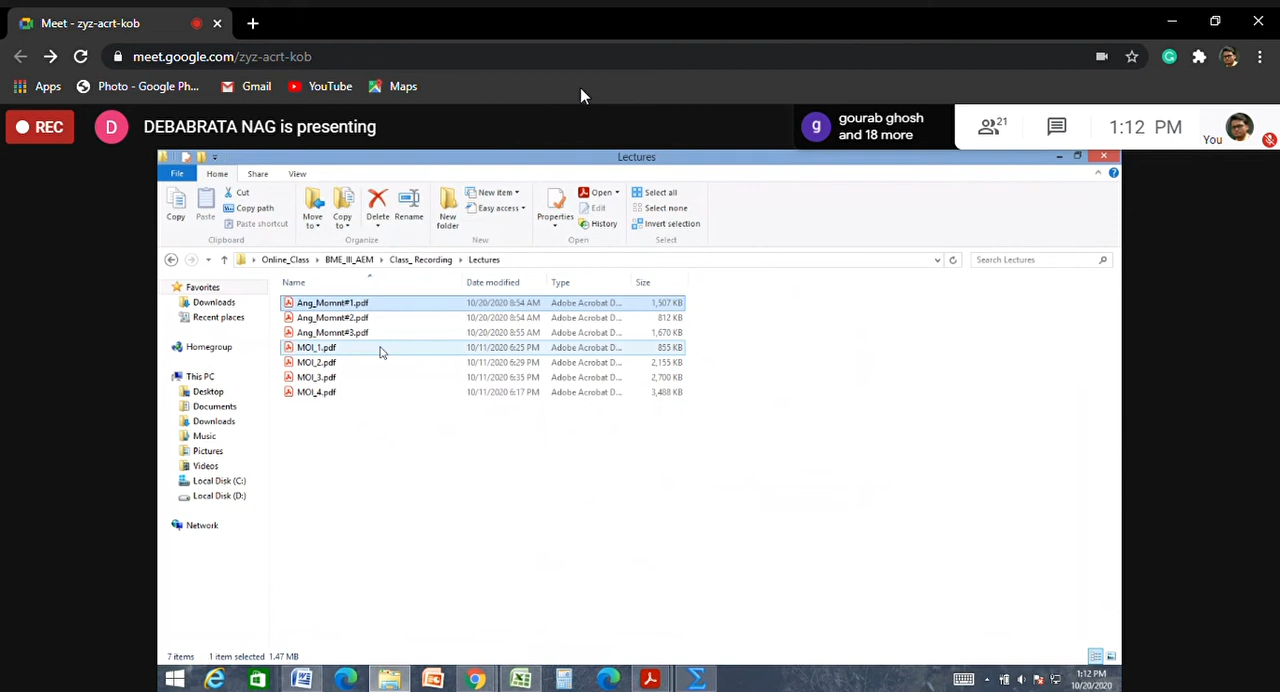 Meet - zyz-acrt-kob
meet.google.com/zyz-acrt-kob
Apps Photo - Google Ph... Gmail YouTube Maps
REC D DEBABRATA NAG is presenting g gourab ghosh and 18 more 21 1:12 PM You
Lectures
File Home Share View
Copy Paste Cut Copy path Paste shortcut Move to Copy to Delete Rename New folder New item Easy access Properties Open Edit History Select all Select none Invert selection
Clipboard Organize New Open Select
Online_Class BME_III_AEM Class_Recording Lectures Search Lectures
Name Date modified Type Size
Ang_Momnt#1.pdf 10/20/2020 8:54 AM Adobe Acrobat D... 1,507 KB
Ang_Momnt#2.pdf 10/20/2020 8:54 AM Adobe Acrobat D... 812 KB
Ang_Momnt#3.pdf 10/20/2020 8:55 AM Adobe Acrobat D... 1,670 KB
MOI_1.pdf 10/11/2020 6:25 PM Adobe Acrobat D... 855 KB
MOI_2.pdf 10/11/2020 6:29 PM Adobe Acrobat D... 2,155 KB
MOI_3.pdf 10/11/2020 6:35 PM Adobe Acrobat D... 2,700 KB
MOI_4.pdf 10/11/2020 6:17 PM Adobe Acrobat D... 3,488 KB
Favorites
Downloads
Recent places
Homegroup
This PC
Desktop
Documents
Downloads
Music
Pictures
Videos
Local Disk (C:)
Local Disk (D:)
Network
7 items 1 item selected 1.47 MB
1:12 PM
10/20/2020